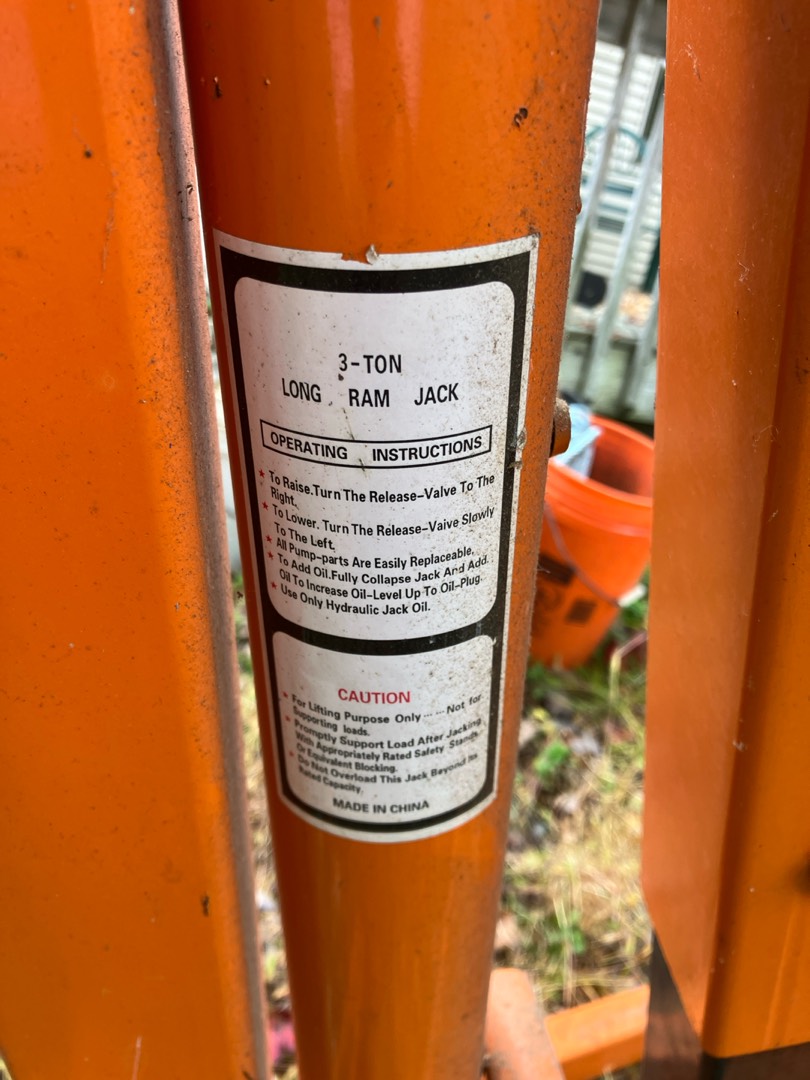 3-TON
LONG RAM JACK
OPERATING INSTRUCTIONS
★ To Raise.Turn The Release-Valve To The
Right.
★ To Lower. Turn The Release-Vaive Slowly
To The Left.
★ All Pump-parts Are Easily Replaceable,
★ To Add Oil.Fully Collapse Jack And Add
Oil To Increase Oil-Level Up To Oil-Plug.
★ Use Only Hydraulic Jack Oil.
CAUTION
★ For Lifting Purpose Only ... ... Not for
Supporting loads.
★ Promptly Support Load After Jacking
With Appropriately Rated Safety Stands
Or Equivalent Blocking.
★ Do Not Overload This Jack Beyond Its
Rated Capacity.
MADE IN CHINA